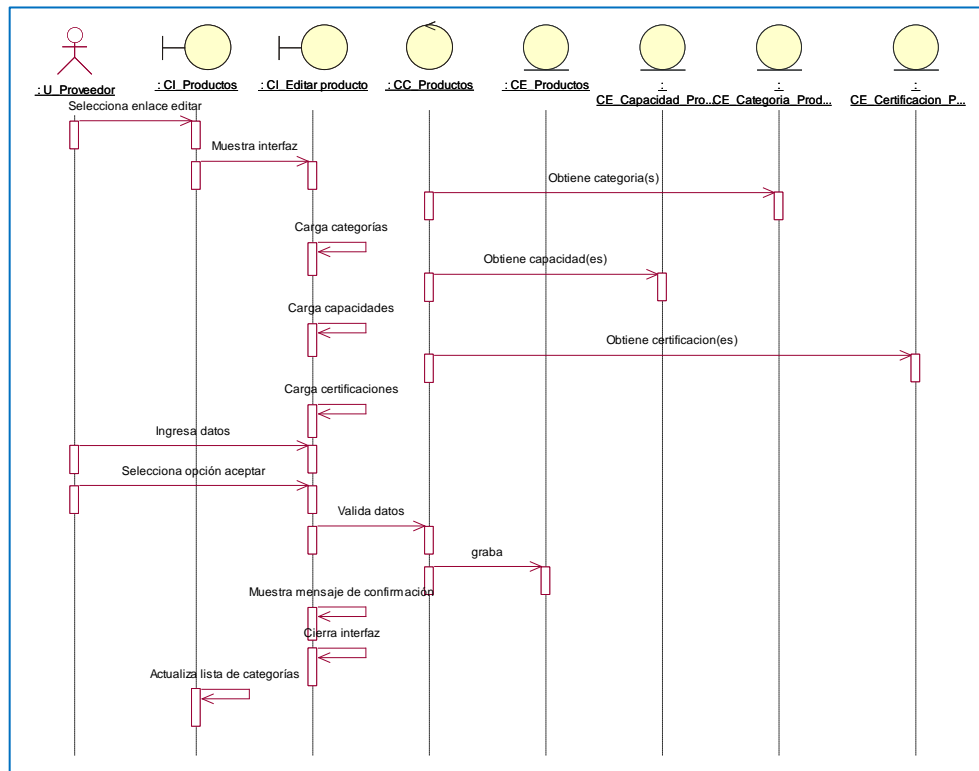 : U_Proveedor
: CI_Productos
: CI_Editar producto
: CC_Productos
: CE_Productos
:
CE_Capacidad_Pro...
:
CE_Categoria_Prod...
:
CE_Certificacion_P...
Selecciona enlace editar
Muestra interfaz
Obtiene categoria(s)
Carga categorías
Obtiene capacidad(es)
Carga capacidades
Obtiene certificacion(es)
Carga certificaciones
Ingresa datos
Selecciona opción aceptar
Valida datos
graba
Muestra mensaje de confirmación
Cierra interfaz
Actualiza lista de categorías